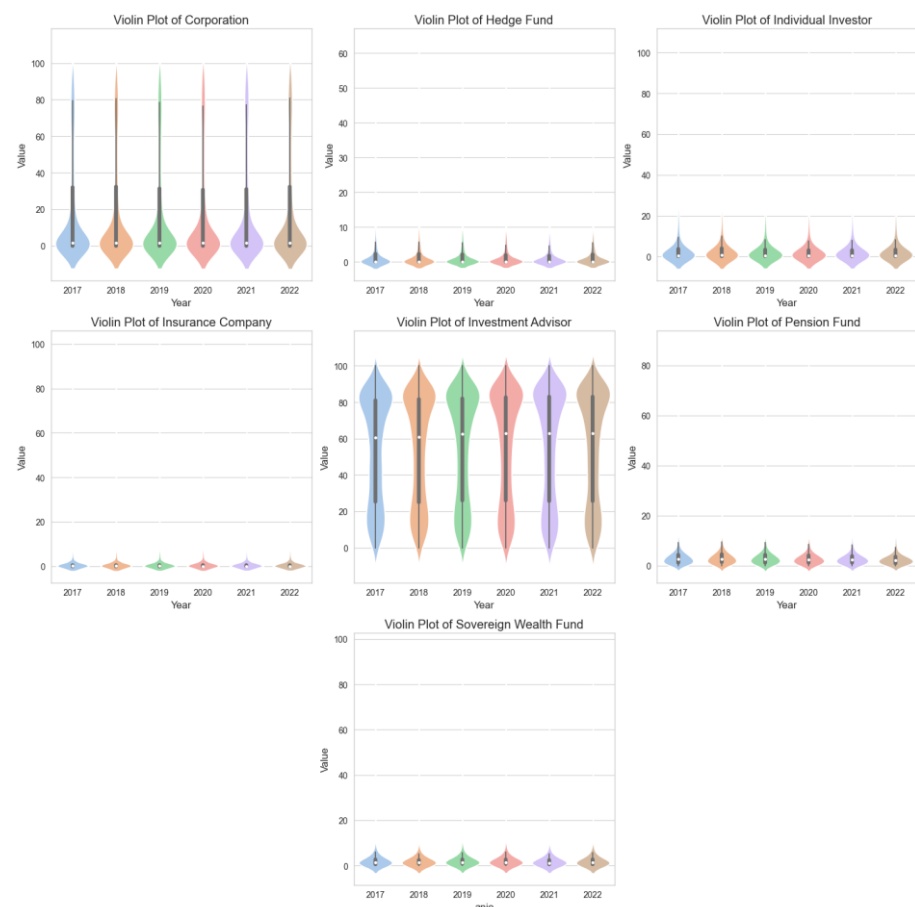 Violin Plot of Corporation
Value
100
80
60
40
20
0
2017 2018 2019 2020 2021 2022
Year
Violin Plot of Hedge Fund
Value
60
50
40
30
20
10
0
2017 2018 2019 2020 2021 2022
Year
Violin Plot of Individual Investor
Value
100
80
60
40
20
0
2017 2018 2019 2020 2021 2022
Year
Violin Plot of Insurance Company
Value
100
80
60
40
20
0
2017 2018 2019 2020 2021 2022
Year
Violin Plot of Investment Advisor
Value
100
80
60
40
20
0
2017 2018 2019 2020 2021 2022
Year
Violin Plot of Pension Fund
Value
80
60
40
20
0
2017 2018 2019 2020 2021 2022
Year
Violin Plot of Sovereign Wealth Fund
Value
100
80
60
40
20
0
2017 2018 2019 2020 2021 2022